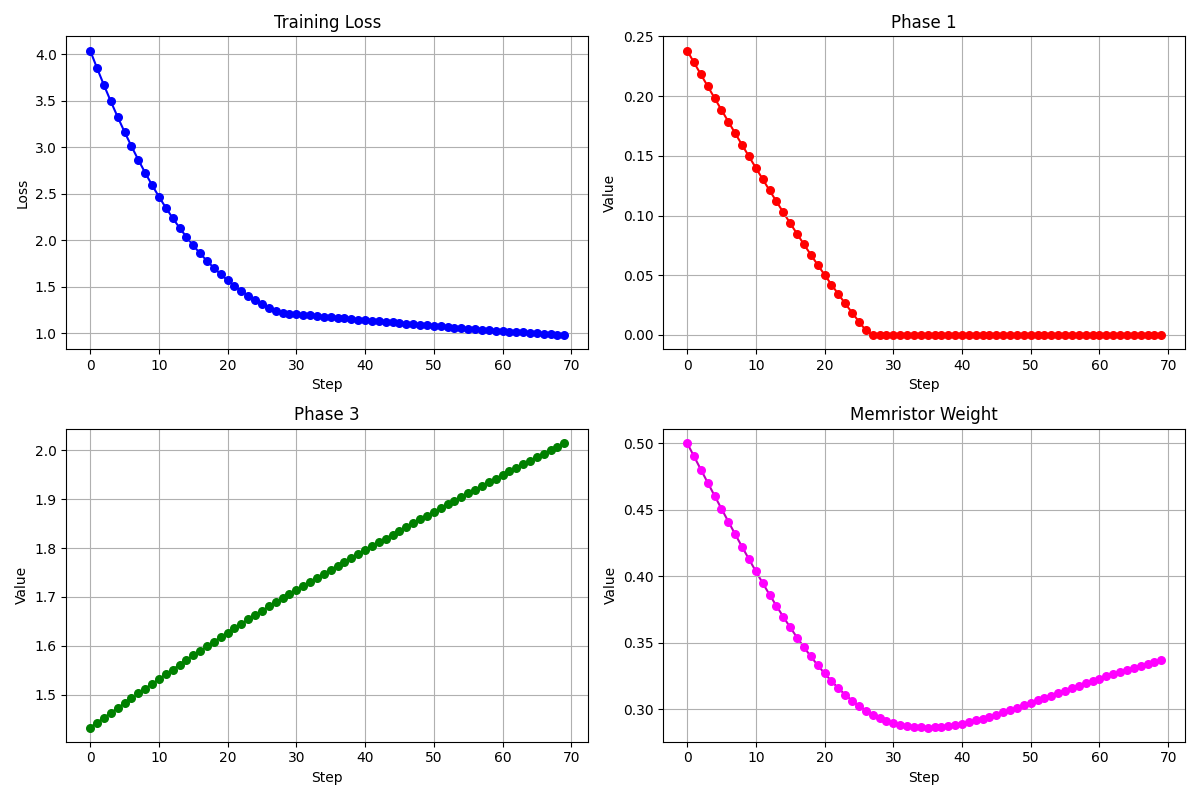 Training Loss
4.0
3.5
3.0
2.5
2.0
1.5
1.0
Loss
0 10 20 30 40 50 60 70
Step
Phase 1
0.25
0.20
0.15
0.10
0.05
0.00
Value
0 10 20 30 40 50 60 70
Step
Phase 3
2.0
1.9
1.8
1.7
1.6
1.5
Value
0 10 20 30 40 50 60 70
Step
Memristor Weight
0.50
0.45
0.40
0.35
0.30
Value
0 10 20 30 40 50 60 70
Step